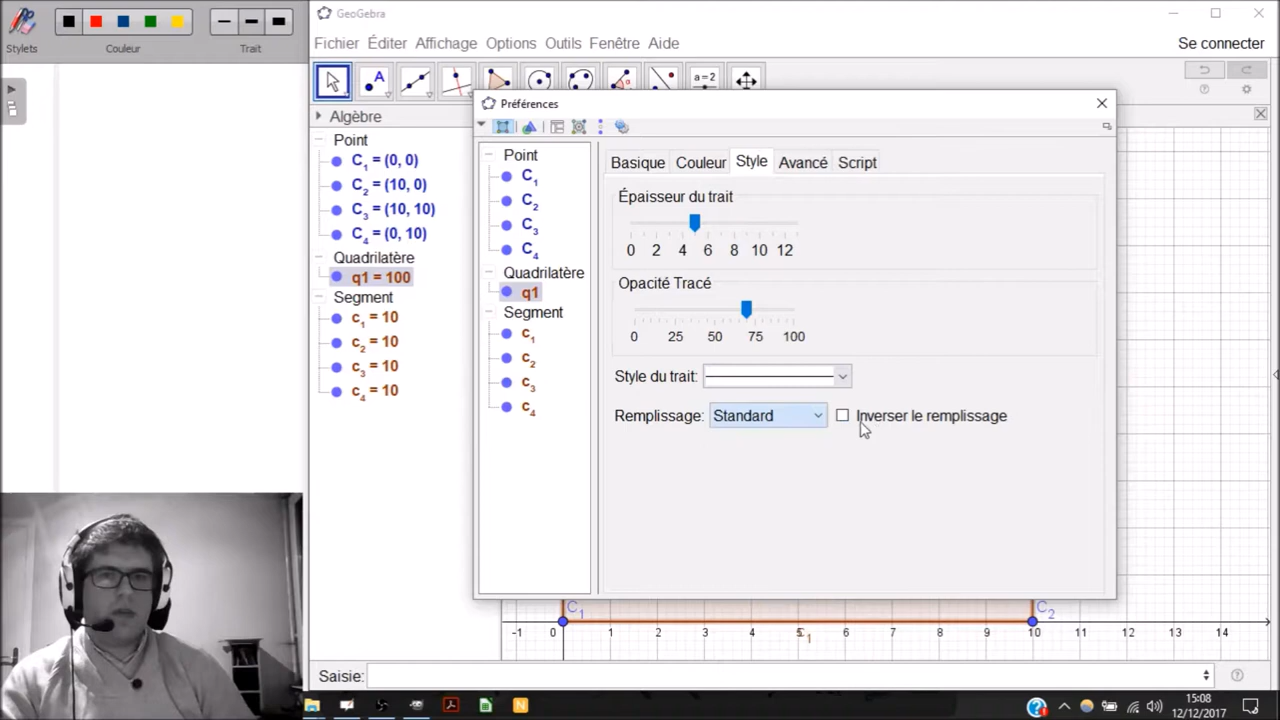 GeoGebra
Stylets
Couleur
Trait
Fichier Éditer Affichage Options Outils Fenêtre Aide
Se connecter
A
a=2
Préférences
Algèbre
Point
C1 = (0, 0)
C2 = (10, 0)
C3 = (10, 10)
C4 = (0, 10)
Quadrilatère
q1 = 100
Segment
c1 = 10
c2 = 10
c3 = 10
c4 = 10
Point
C1
C2
C3
C4
Quadrilatère
q1
Segment
c1
c2
c3
c4
Basique Couleur Style Avancé Script
Épaisseur du trait
0 2 4 6 8 10 12
Opacité Tracé
0 25 50 75 100
Style du trait:
Remplissage: Standard Inverser le remplissage
C1 C2
-1 0 1 2 3 4 5 6 7 8 9 10 11 12 13 14
c1
Saisie:
15:08
12/12/2017